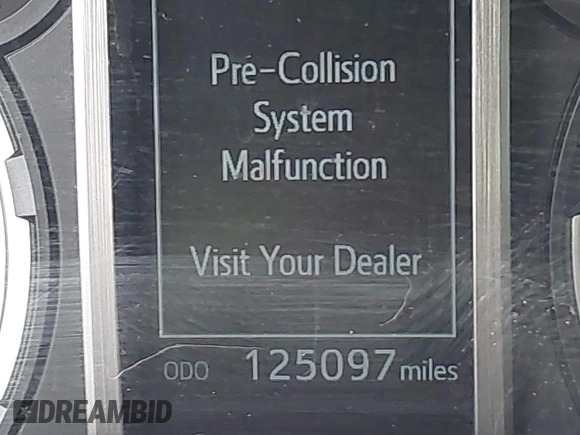 Pre-Collision
System
Malfunction
Visit Your Dealer
ODO 125097 miles
DREAMBID